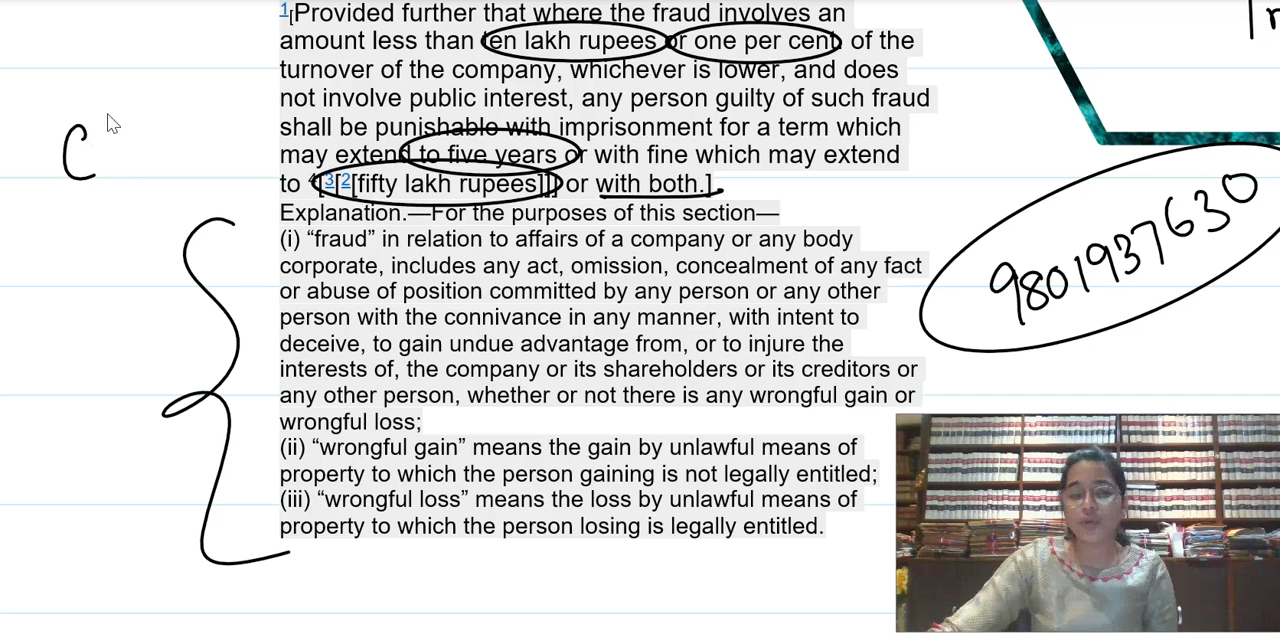 1[Provided further that where the fraud involves an
amount less than ten lakh rupees or one per cent. of the
turnover of the company, whichever is lower, and does
not involve public interest, any person guilty of such fraud
shall be punishable with imprisonment for a term which
may extend to five years or with fine which may extend
to 4[3[2[fifty lakh rupees]]] or with both.]
C
Explanation.—For the purposes of this section—
(i) “fraud” in relation to affairs of a company or any body
corporate, includes any act, omission, concealment of any fact
or abuse of position committed by any person or any other
person with the connivance in any manner, with intent to
deceive, to gain undue advantage from, or to injure the
interests of, the company or its shareholders or its creditors or
any other person, whether or not there is any wrongful gain or
wrongful loss;
(ii) “wrongful gain” means the gain by unlawful means of
property to which the person gaining is not legally entitled;
(iii) “wrongful loss” means the loss by unlawful means of
property to which the person losing is legally entitled.
9801937630